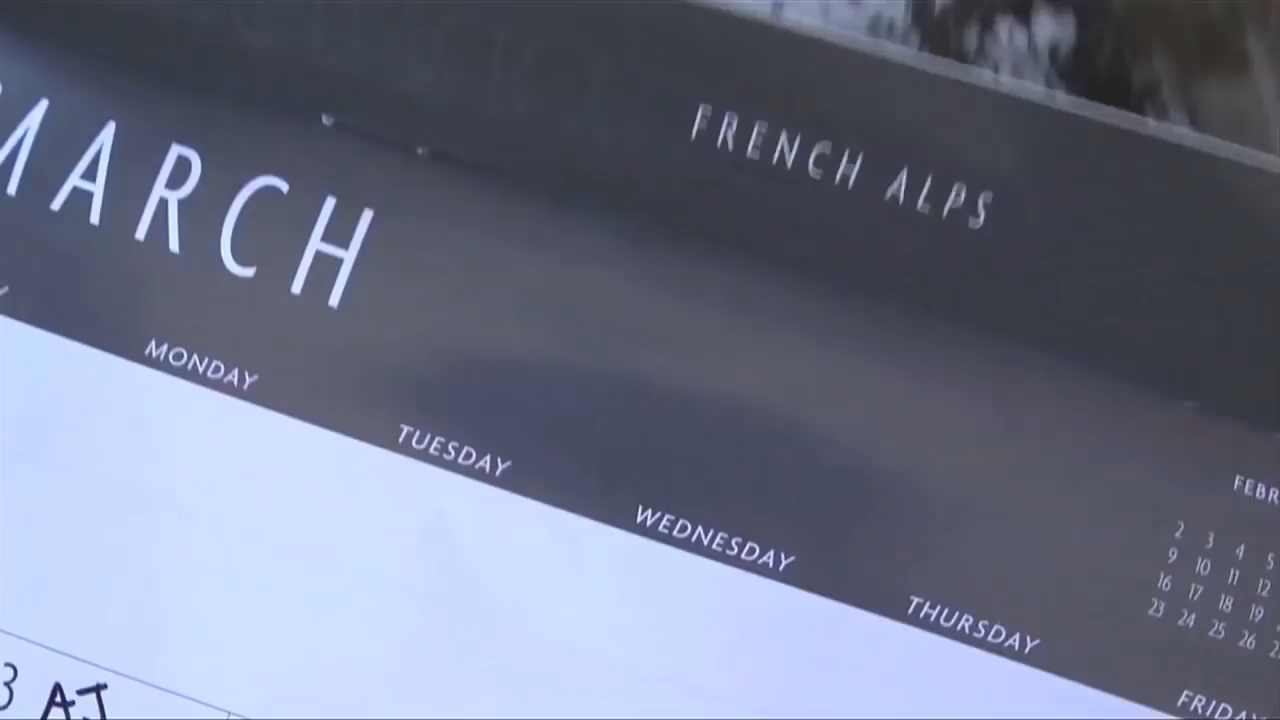 FRENCH ALPS
MARCH
MONDAY
TUESDAY
WEDNESDAY
THURSDAY
FRIDAY
FEBR
2 3 4 5
9 10 11 12
16 17 18 19
23 24 25 26
3 AJ